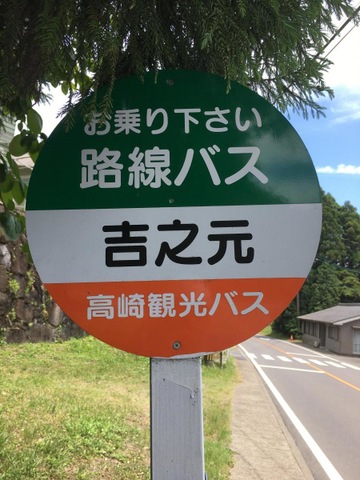 お乗り下さい
路線バス
吉之元
高崎観光バス